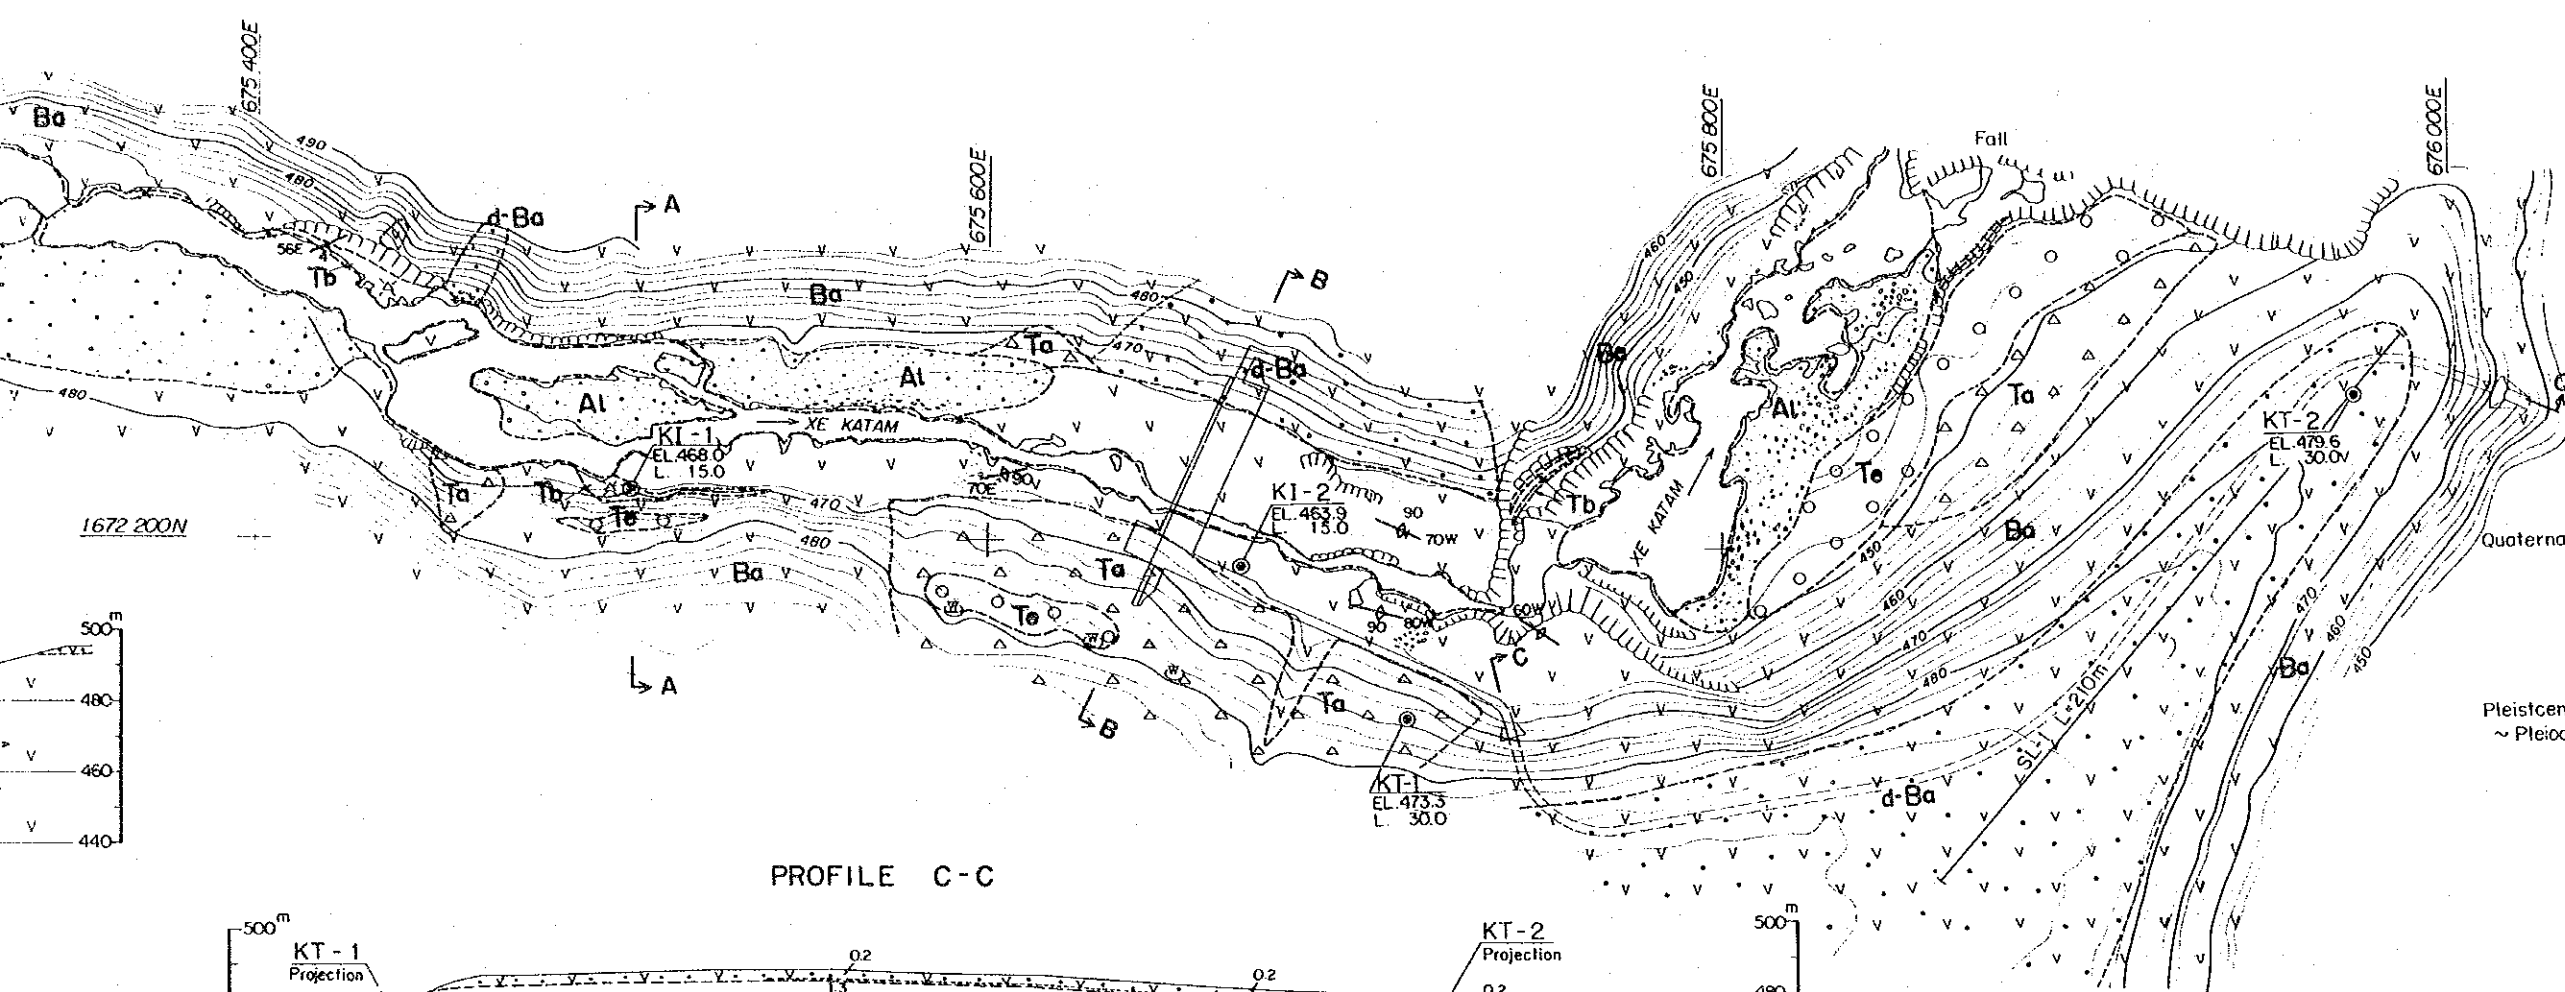 675 400E
675 600E
675 800E
676 000E
Fall
Ba
490
480
d-Ba
A
56E
Tb
Ba
480
B
460
450
Ba
470
Ta
d-Ba
Al
Al
XE KATAM
480
KI-1
EL.468.0
L. 15.0
Al
Ta
KT-2
EL.479.6
L. 30.0
Ta
Tb
Te
470
70E
90
KI-2
EL.463.9
L. 15.0
90
70W
Tb
XE KATAM
Te
1672 200N
480
Ba
Ta
450
Ba
Quaterna
Te
90
80W
60W
460
470
470
460
450
500m
A
B
C
480
Ba
Ta
SL-1 L=210m
Pleistcen
~ Pleioc
480
460
440
KT-1
EL.473.3
L. 30.0
d-Ba
PROFILE C-C
500m
KT-1
Projection
0.2
1.3
0.2
KT-2
Projection
0.2
500m
480